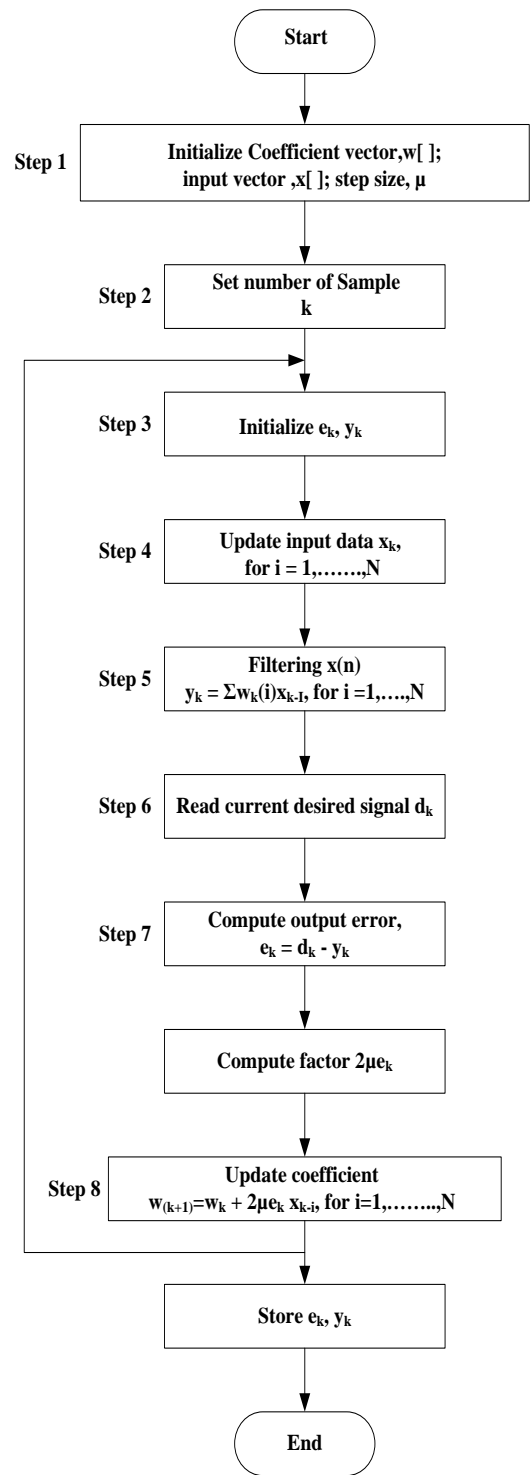 Start
Step 1
Initialize Coefficient vector,w[ ];
input vector ,x[ ]; step size, µ
Step 2
Set number of Sample
k
Step 3
Initialize eₖ, yₖ
Step 4
Update input data xₖ,
for i = 1,…….,N
Step 5
Filtering x(n)
yₖ = Σwₖ(i)xₖ₋I, for i =1,….,N
Step 6
Read current desired signal dₖ
Step 7
Compute output error,
eₖ = dₖ - yₖ
Compute factor 2µeₖ
Step 8
Update coefficient
w₍ₖ₊₁₎=wₖ + 2µeₖ xₖ₋ᵢ, for i=1,……..,N
Store eₖ, yₖ
End